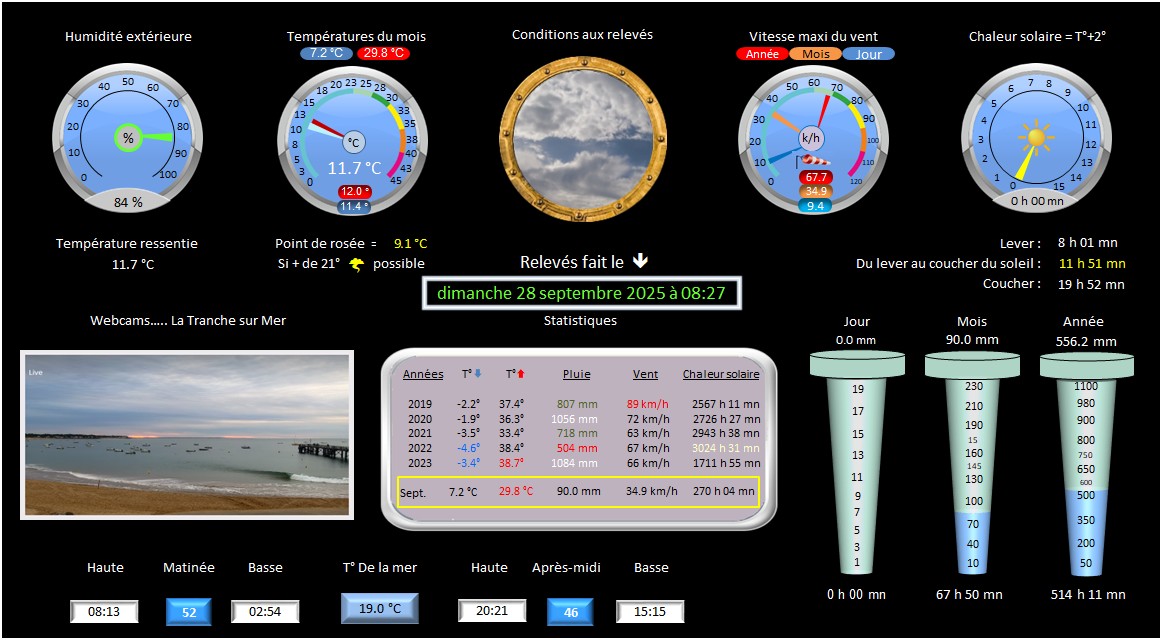 Humidité extérieure
Températures du mois
7.2 °C 29.8 °C
Conditions aux relevés
Vitesse maxi du vent
Année Mois Jour
Chaleur solaire = T°+2°
0 10 20 30 40 50 60 70 80 90 100
%
84 %
0 3 5 8 10 13 15 18 20 23 25 28 30 33 35 38 40 43 45
°C
11.7 °C
12.0 °
11.4 °
0 10 20 30 40 50 60 70 80 90 100 110 120
k/h
67.7
34.9
9.4
0 1 2 3 4 5 6 7 8 9 10 11 12 13 14 15
0 h 00 mn
Température ressentie
11.7 °C
Point de rosée = 9.1 °C
Si + de 21° possible
Relevés fait le
dimanche 28 septembre 2025 à 08:27
Lever : 8 h 01 mn
Du lever au coucher du soleil : 11 h 51 mn
Coucher : 19 h 52 mn
Webcams..... La Tranche sur Mer
Live
Statistiques
Années T° T° Pluie Vent Chaleur solaire
2019 -2.2° 37.4° 807 mm 89 km/h 2567 h 11 mn
2020 -1.9° 36.3° 1056 mm 72 km/h 2726 h 27 mn
2021 -3.5° 33.4° 718 mm 63 km/h 2943 h 38 mn
2022 -4.6° 38.4° 504 mm 67 km/h 3024 h 31 mn
2023 -3.4° 38.7° 1084 mm 66 km/h 1711 h 55 mn
Sept. 7.2 °C 29.8 °C 90.0 mm 34.9 km/h 270 h 04 mn
Jour
0.0 mm
19
17
15
13
11
9
7
5
3
1
0 h 00 mn
Mois
90.0 mm
230
210
190
15
160
145
130
100
70
40
10
67 h 50 mn
Année
556.2 mm
1100
980
900
800
750
650
600
500
350
200
50
514 h 11 mn
Haute Matinée Basse
08:13 52 02:54
T° De la mer
19.0 °C
Haute Après-midi Basse
20:21 46 15:15